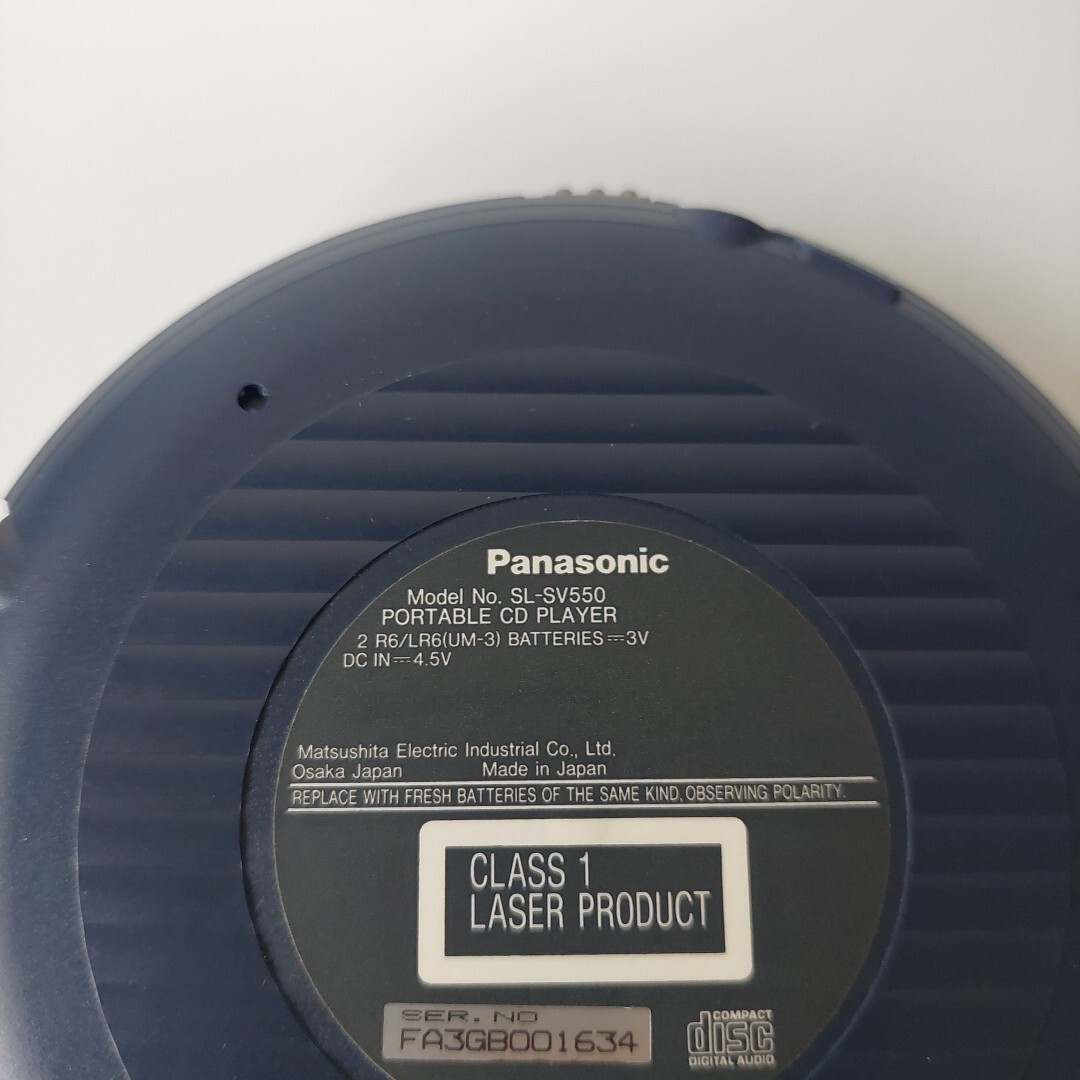 Panasonic
Model No. SL-SV550
PORTABLE CD PLAYER
2 R6/LR6(UM-3) BATTERIES⎓3V
DC IN⎓4.5V
Matsushita Electric Industrial Co., Ltd.
Osaka Japan Made in Japan
REPLACE WITH FRESH BATTERIES OF THE SAME KIND, OBSERVING POLARITY.
CLASS 1
LASER PRODUCT
SER. NO
FA3GB001634
COMPACT
disc
DIGITAL AUDIO